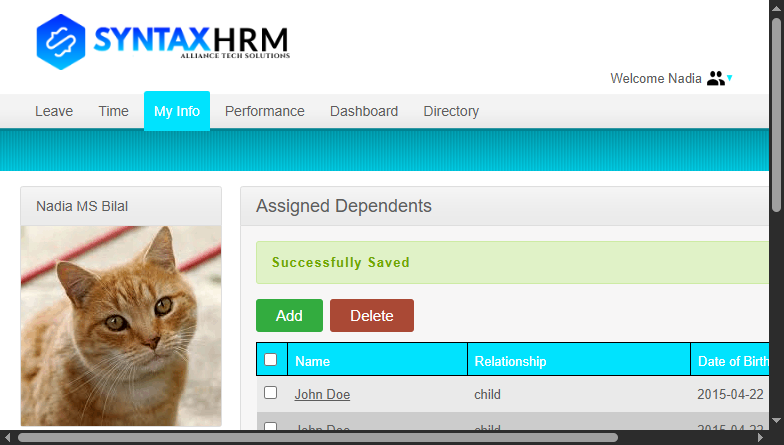 SYNTAXHRM
ALLIANCE TECH SOLUTIONS
Welcome Nadia
Leave Time My Info Performance Dashboard Directory
Nadia MS Bilal
Assigned Dependents
Successfully Saved
Add Delete
Name Relationship Date of Birth
John Doe child 2015-04-22
John Doe child 2015-04-22